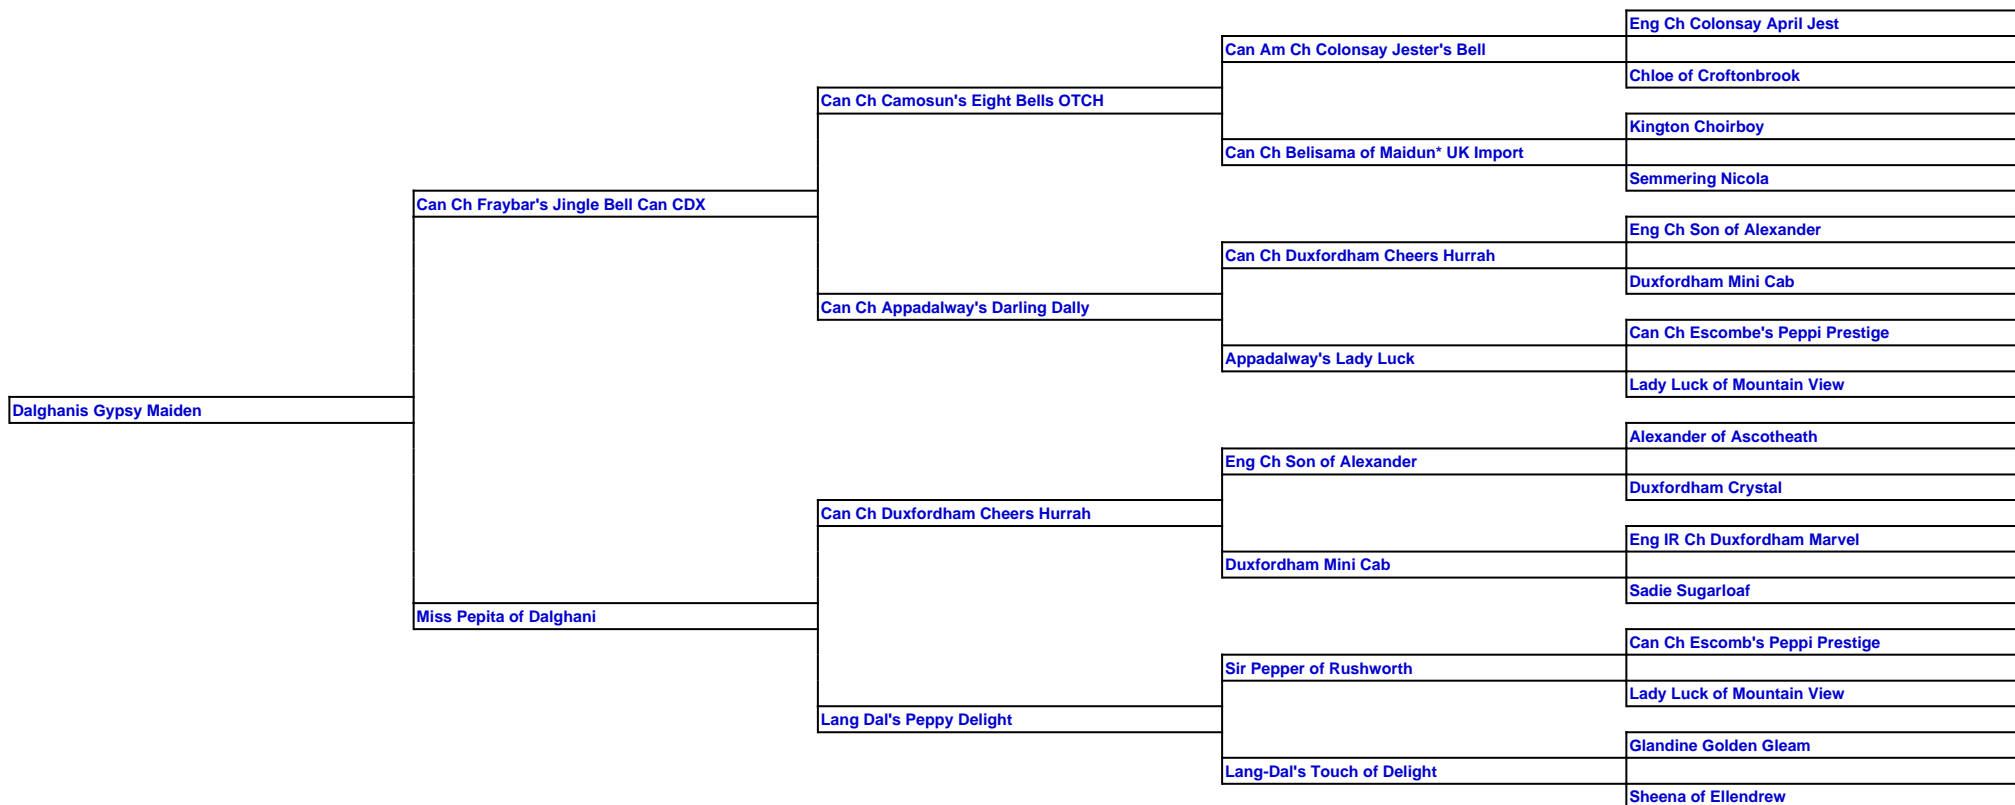 Eng Ch Colonsay April Jest
Can Am Ch Colonsay Jester's Bell
Chloe of Croftonbrook
Can Ch Camosun's Eight Bells OTCH
Kington Choirboy
Can Ch Belisama of Maidun* UK Import
Semmering Nicola
Can Ch Fraybar's Jingle Bell Can CDX
Eng Ch Son of Alexander
Can Ch Duxfordham Cheers Hurrah
Duxfordham Mini Cab
Can Ch Appadalway's Darling Dally
Can Ch Escombe's Peppi Prestige
Appadalway's Lady Luck
Lady Luck of Mountain View
Dalghanis Gypsy Maiden
Alexander of Ascotheath
Eng Ch Son of Alexander
Duxfordham Crystal
Can Ch Duxfordham Cheers Hurrah
Eng IR Ch Duxfordham Marvel
Duxfordham Mini Cab
Sadie Sugarloaf
Miss Pepita of Dalghani
Can Ch Escomb's Peppi Prestige
Sir Pepper of Rushworth
Lady Luck of Mountain View
Lang Dal's Peppy Delight
Glandine Golden Gleam
Lang-Dal's Touch of Delight
Sheena of Ellendrew